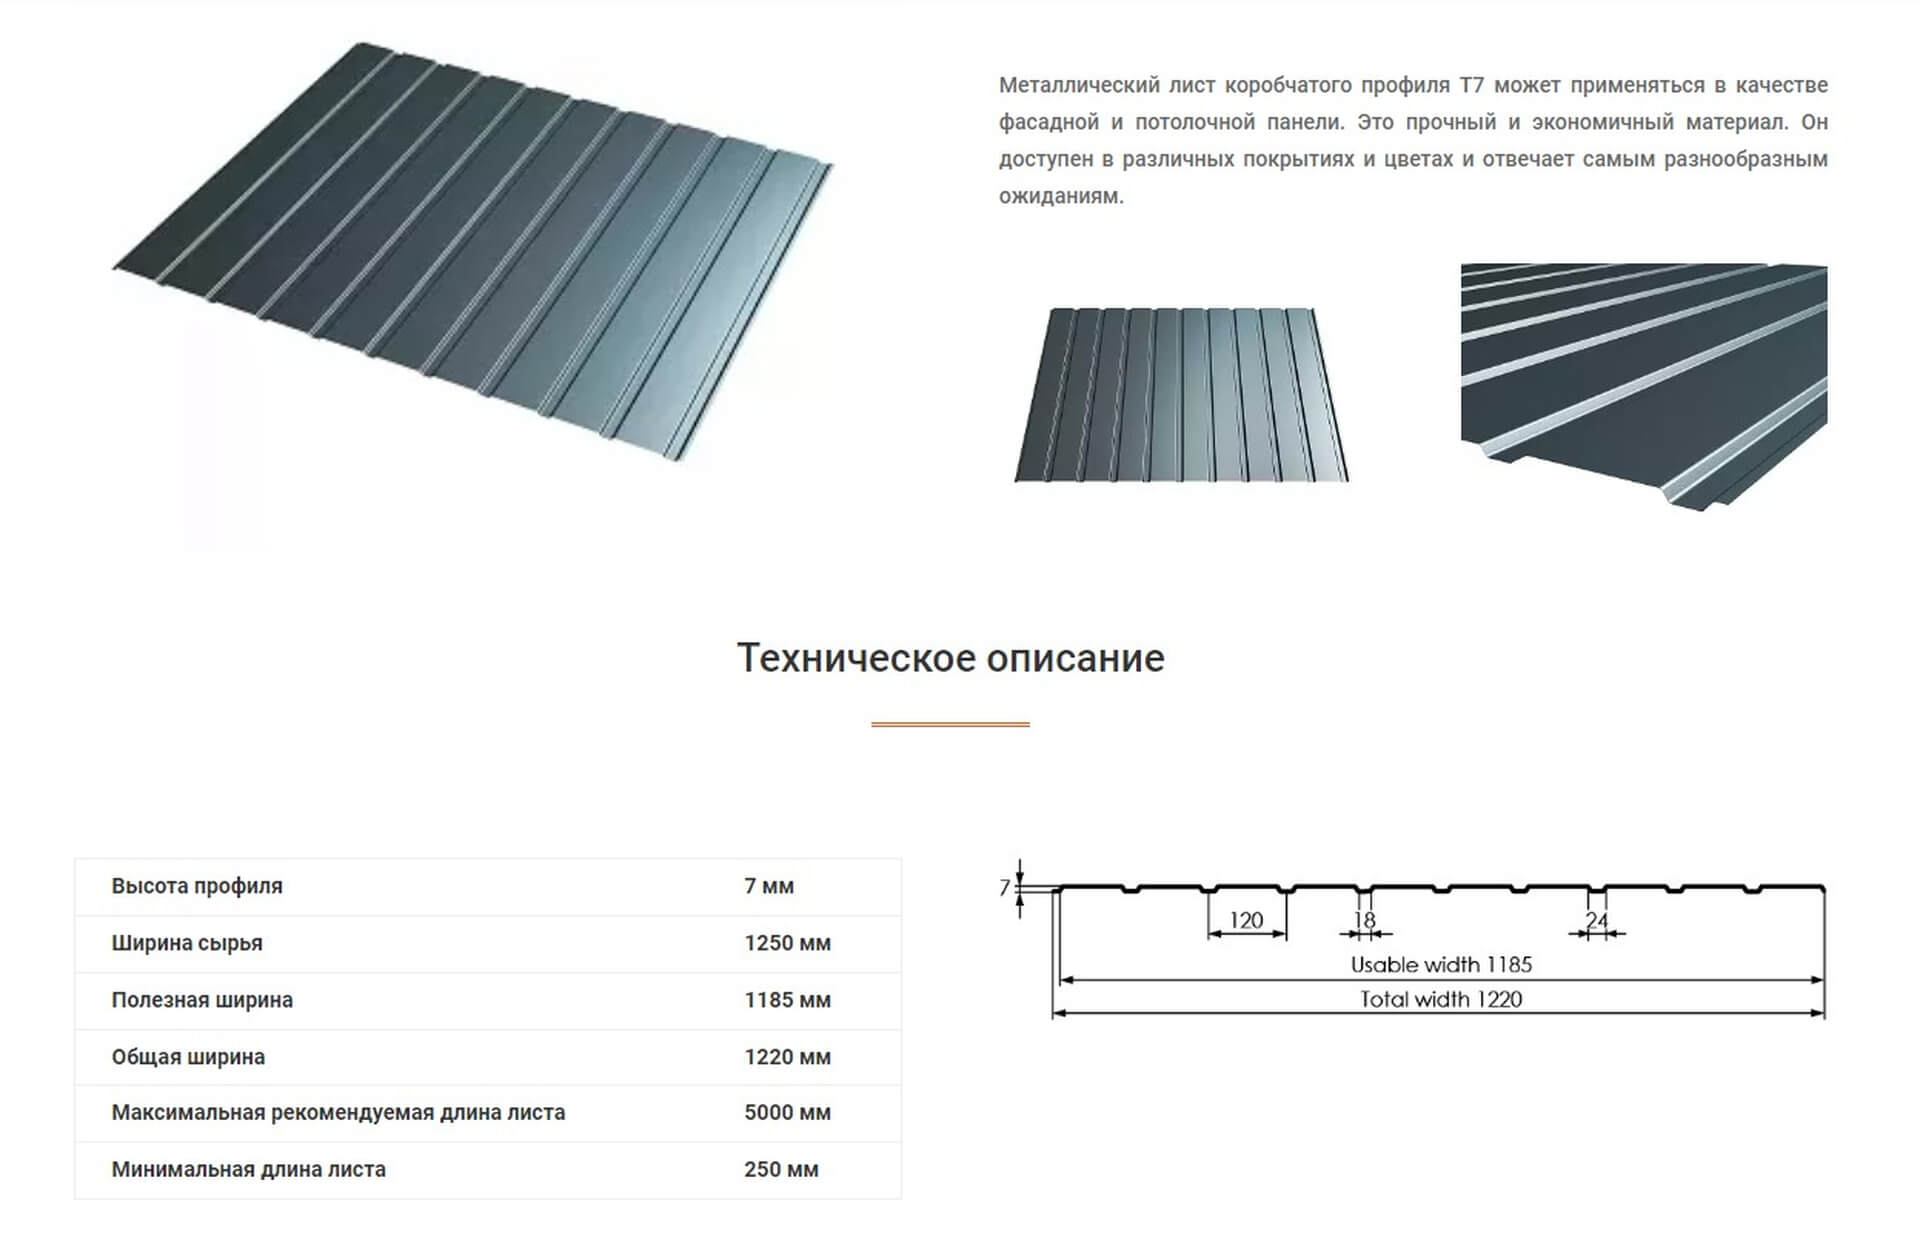 Металлический лист коробчатого профиля Т7 может применяться в качестве
фасадной и потолочной панели. Это прочный и экономичный материал. Он
доступен в различных покрытиях и цветах и отвечает самым разнообразным
ожиданиям.
Техническое описание
Высота профиля 7 мм
Ширина сырья 1250 мм
Полезная ширина 1185 мм
Общая ширина 1220 мм
Максимальная рекомендуемая длина листа 5000 мм
Минимальная длина листа 250 мм
7
120 18 24
Usable width 1185
Total width 1220